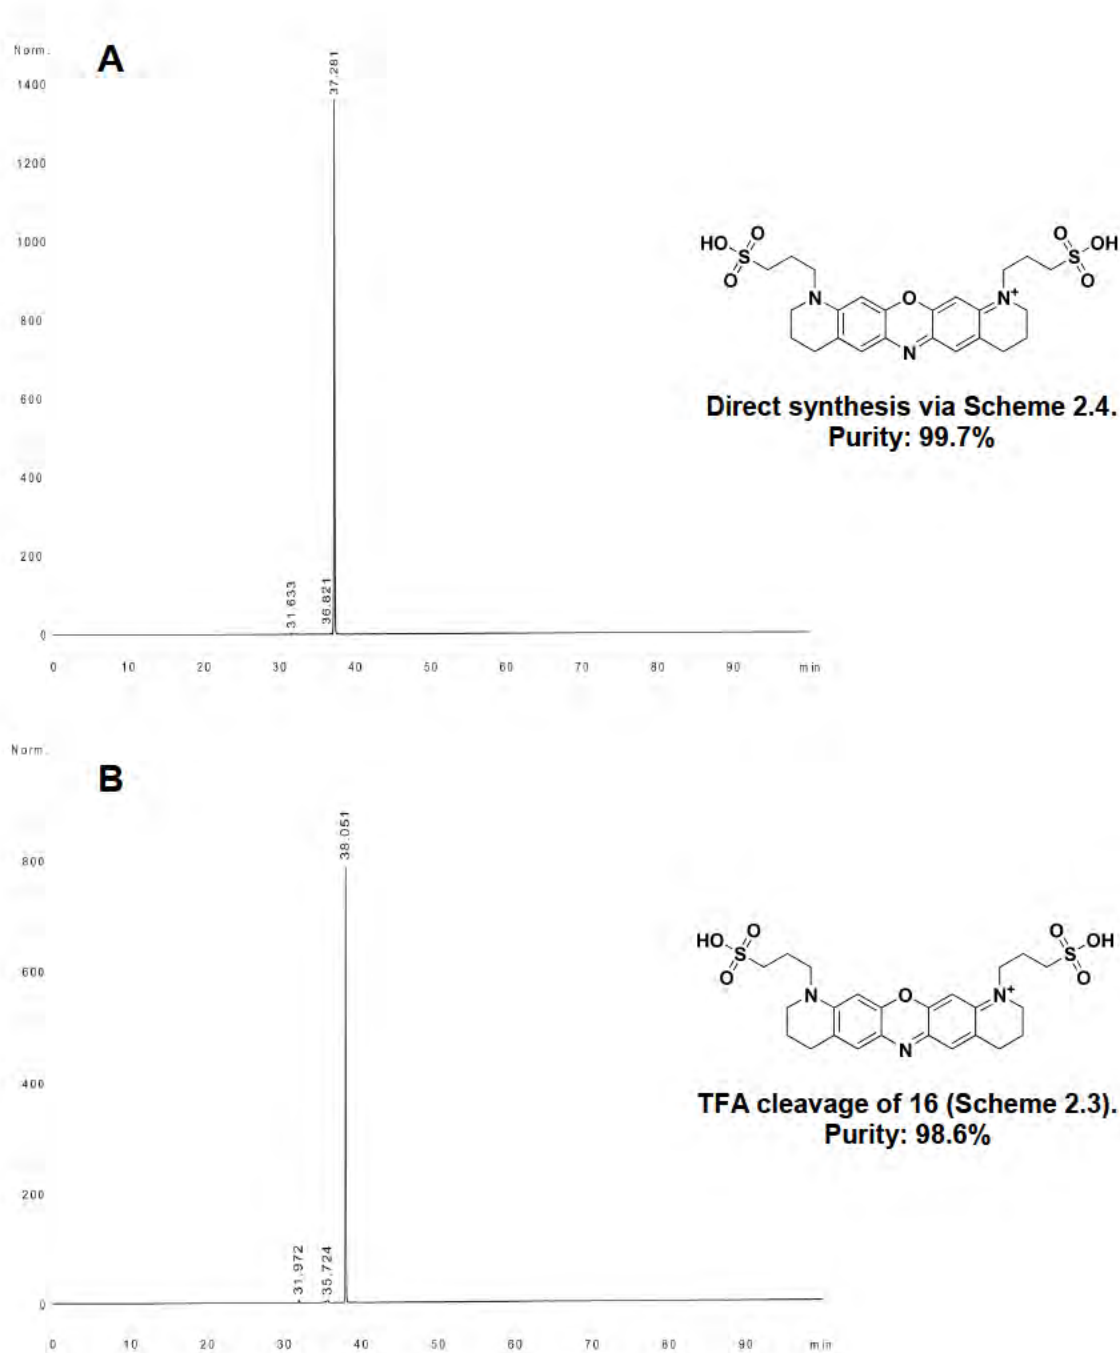 Norm.
A
37.281
1400
1200
1000
800
600
400
200
0
31.633
36.821
0 10 20 30 40 50 60 70 80 90 min
HO O S O
N O N+ N
O S OH O
Direct synthesis via Scheme 2.4.
Purity: 99.7%
Norm.
B
38.051
800
600
400
200
0
31.972
35.724
0 10 20 30 40 50 60 70 80 90 min
HO O S O
N O N+ N
O S OH O
TFA cleavage of 16 (Scheme 2.3).
Purity: 98.6%